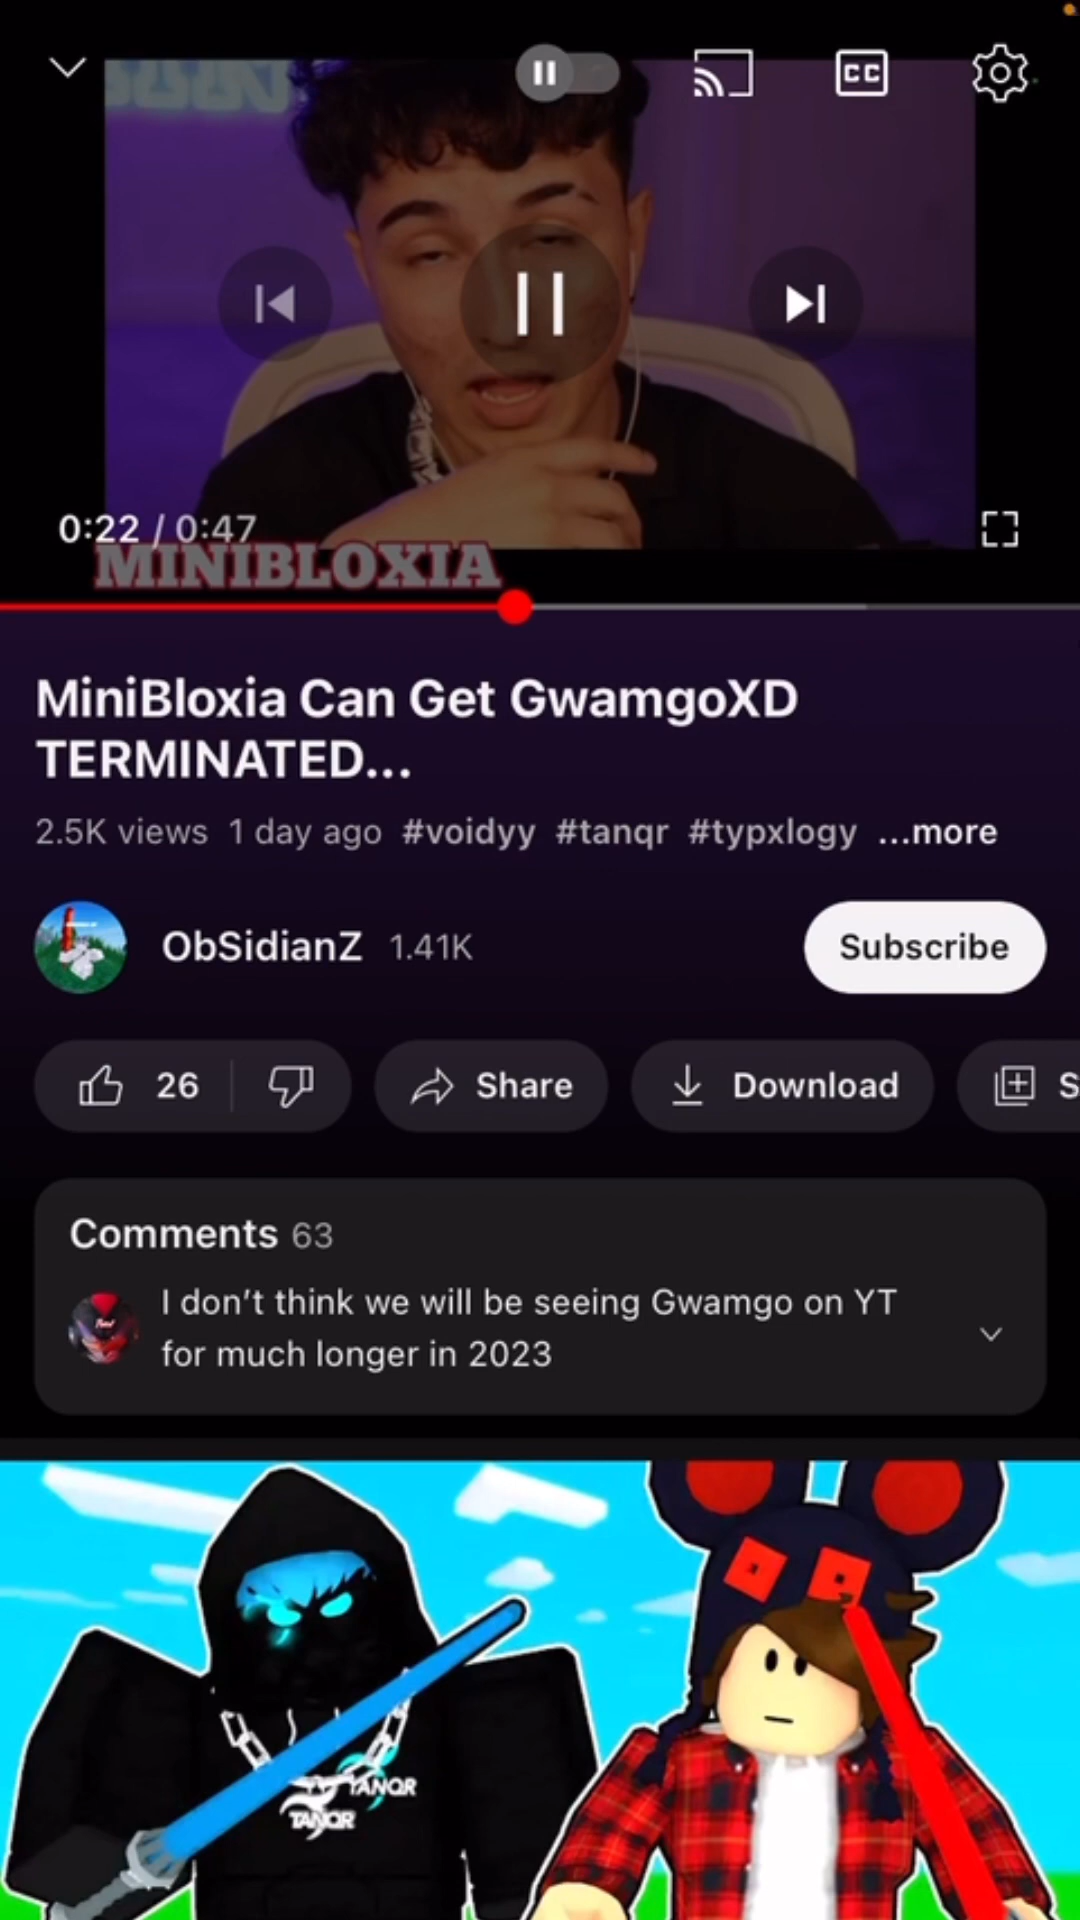 CC
0:22 / 0:47
MINIBLOXIA
MiniBloxia Can Get GwamgoXD
TERMINATED...
2.5K views 1 day ago #voidyy #tanqr #typxlogy ...more
ObSidianZ 1.41K
Subscribe
26
Share
Download
S
Comments 63
I don't think we will be seeing Gwamgo on YT
for much longer in 2023
TANQR
TANQR